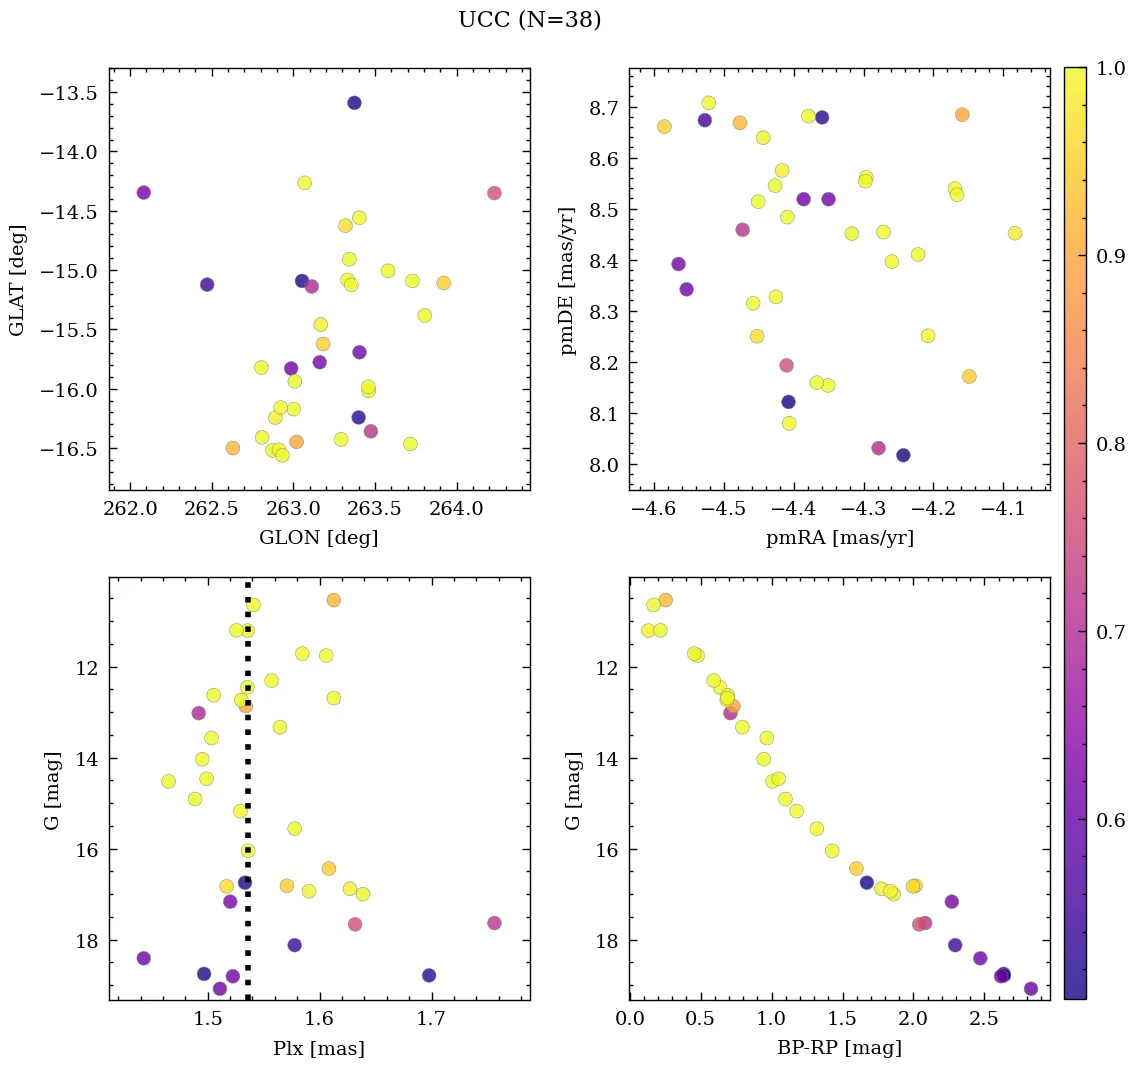 UCC (N=38)
−13.5
−14.0
−14.5
−15.0
−15.5
−16.0
−16.5
GLAT [deg]
262.0 262.5 263.0 263.5 264.0
GLON [deg]
8.7
8.6
8.5
8.4
8.3
8.2
8.1
8.0
pmDE [mas/yr]
−4.6 −4.5 −4.4 −4.3 −4.2 −4.1
pmRA [mas/yr]
12
14
16
18
G [mag]
1.5 1.6 1.7
Plx [mas]
12
14
16
18
G [mag]
0.0 0.5 1.0 1.5 2.0 2.5
BP-RP [mag]
1.0
0.9
0.8
0.7
0.6